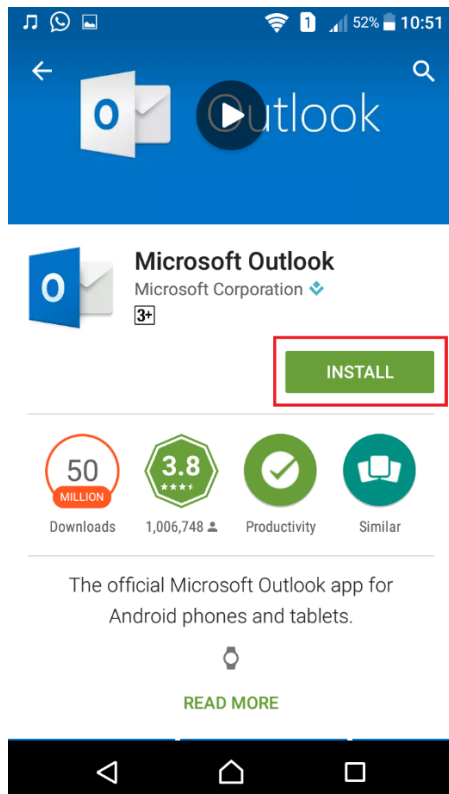 1 52% 10:51
O Outlook
O
Microsoft Outlook
Microsoft Corporation
3+
INSTALL
50
MILLION
3.8
Downloads 1,006,748 Productivity Similar
The official Microsoft Outlook app for
Android phones and tablets.
READ MORE